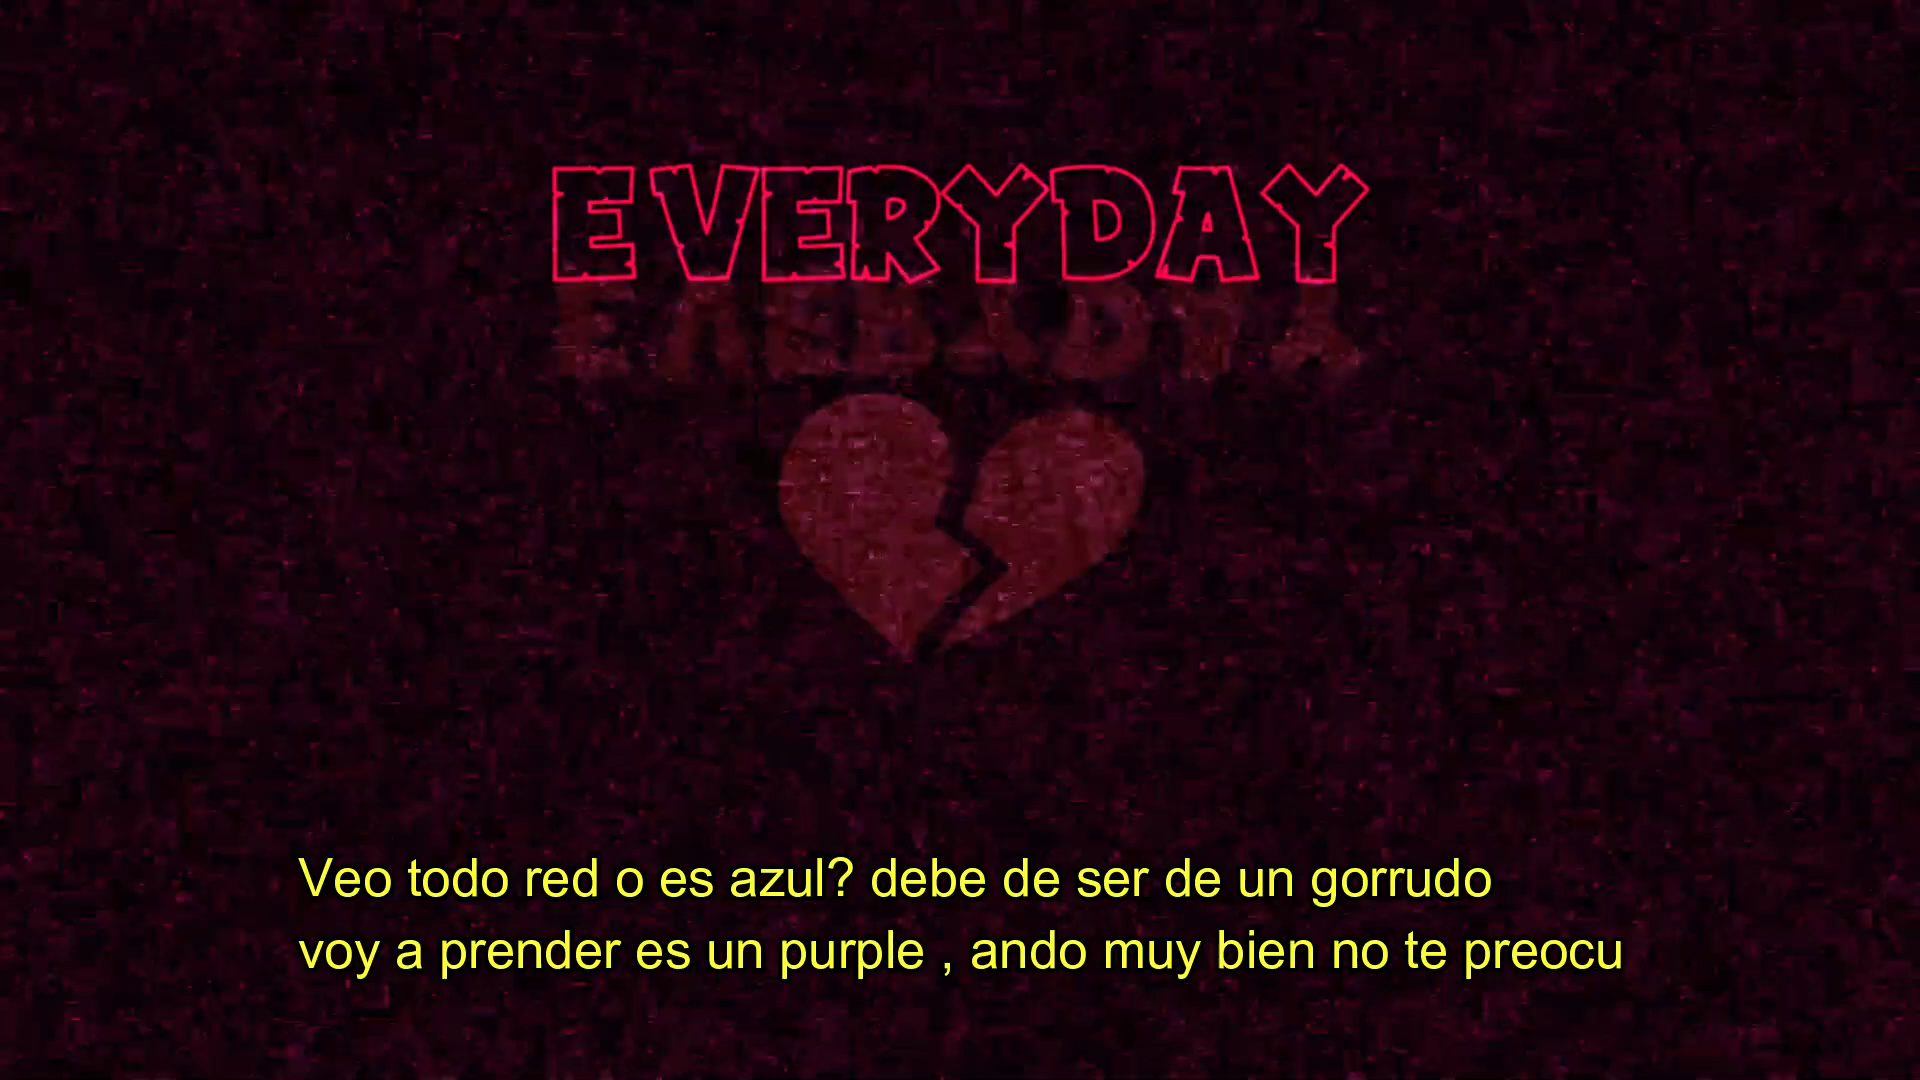 EVERYDAY
Veo todo red o es azul? debe de ser de un gorrudo
voy a prender es un purple , ando muy bien no te preocu